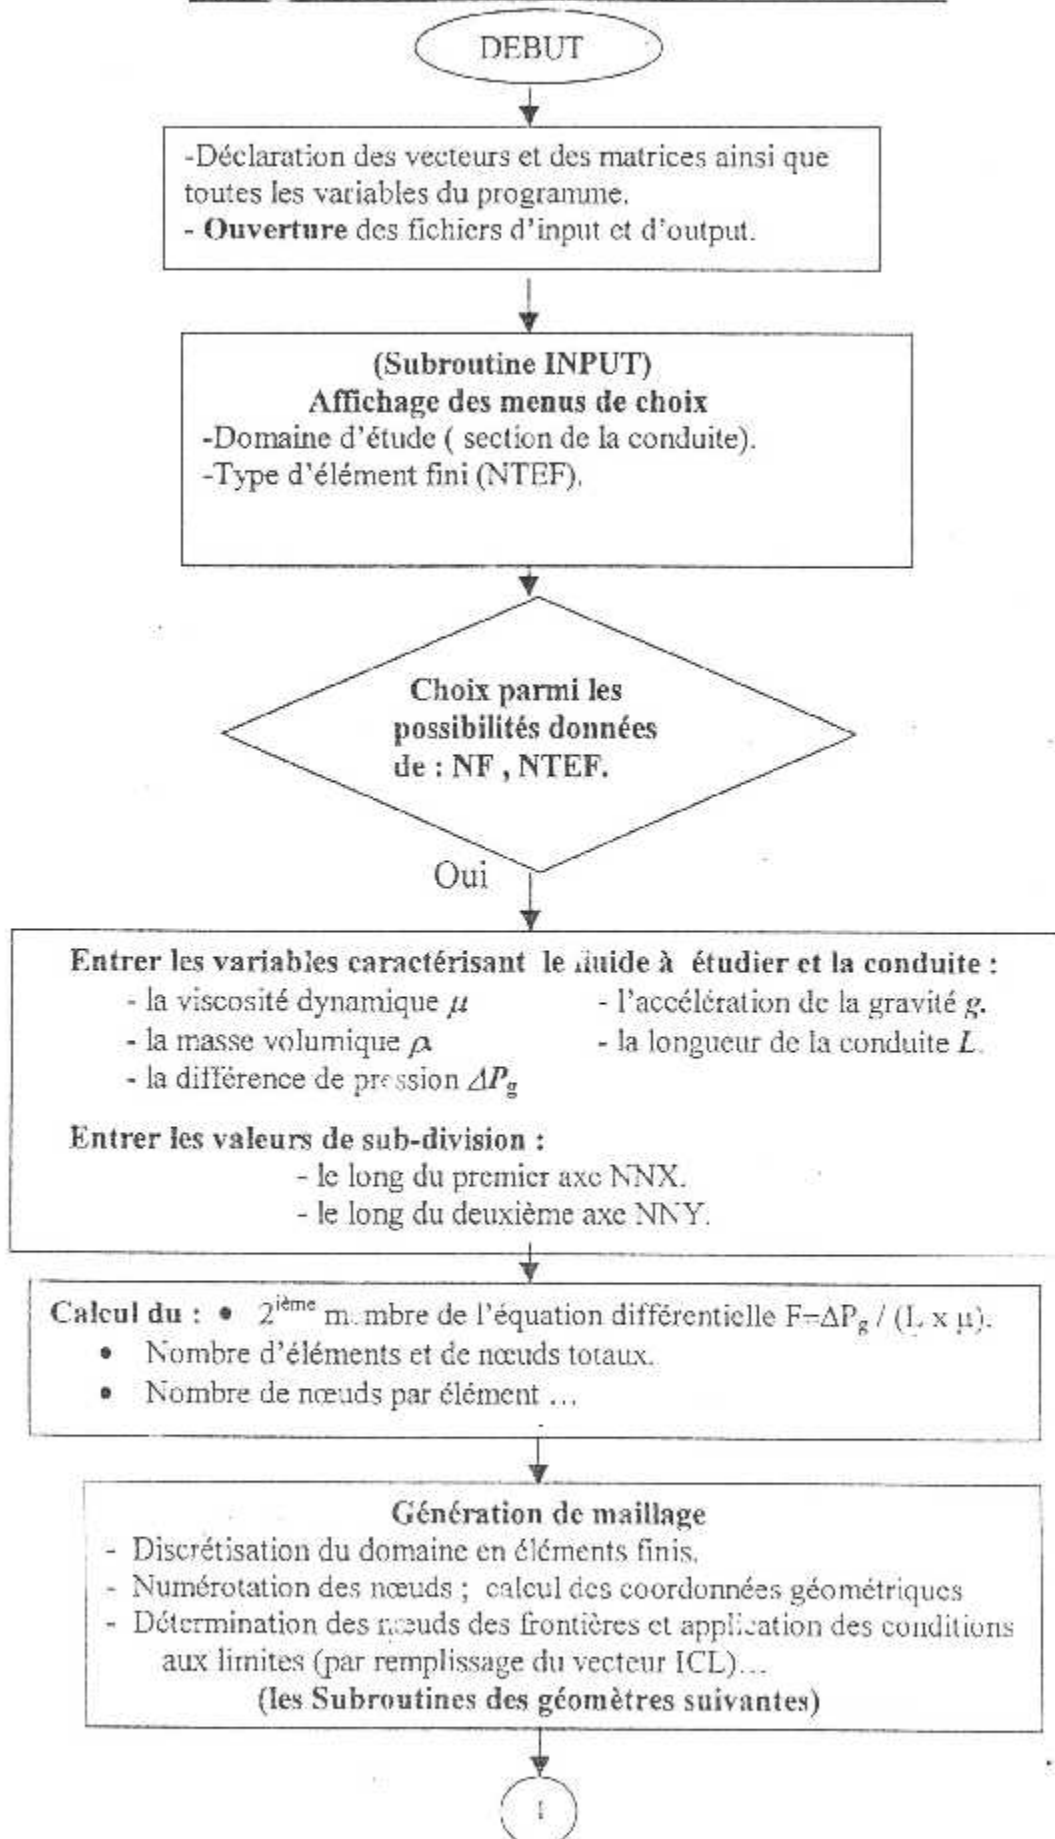 DEBUT
-Déclaration des vecteurs et des matrices ainsi que
toutes les variables du programme.
- Ouverture des fichiers d'input et d'output.
(Subroutine INPUT)
Affichage des menus de choix
-Domaine d'étude ( section de la conduite).
-Type d'élément fini (NTEF).
Choix parmi les
possibilités données
de : NF , NTEF.
Oui
Entrer les variables caractérisant le fluide à étudier et la conduite :
- la viscosité dynamique μ - l'accélération de la gravité g.
- la masse volumique ρ. - la longueur de la conduite L.
- la différence de pression ΔPg
Entrer les valeurs de sub-division :
- le long du premier axe NNX.
- le long du deuxième axe NNY.
Calcul du : • 2ième membre de l'équation différentielle F=ΔPg / (L x μ).
• Nombre d'éléments et de nœuds totaux.
• Nombre de nœuds par élément ...
Génération de maillage
- Discrétisation du domaine en éléments finis.
- Numérotation des nœuds ; calcul des coordonnées géométriques
- Détermination des nœuds des frontières et application des conditions
aux limites (par remplissage du vecteur ICL)...
(les Subroutines des géomètres suivantes)
1